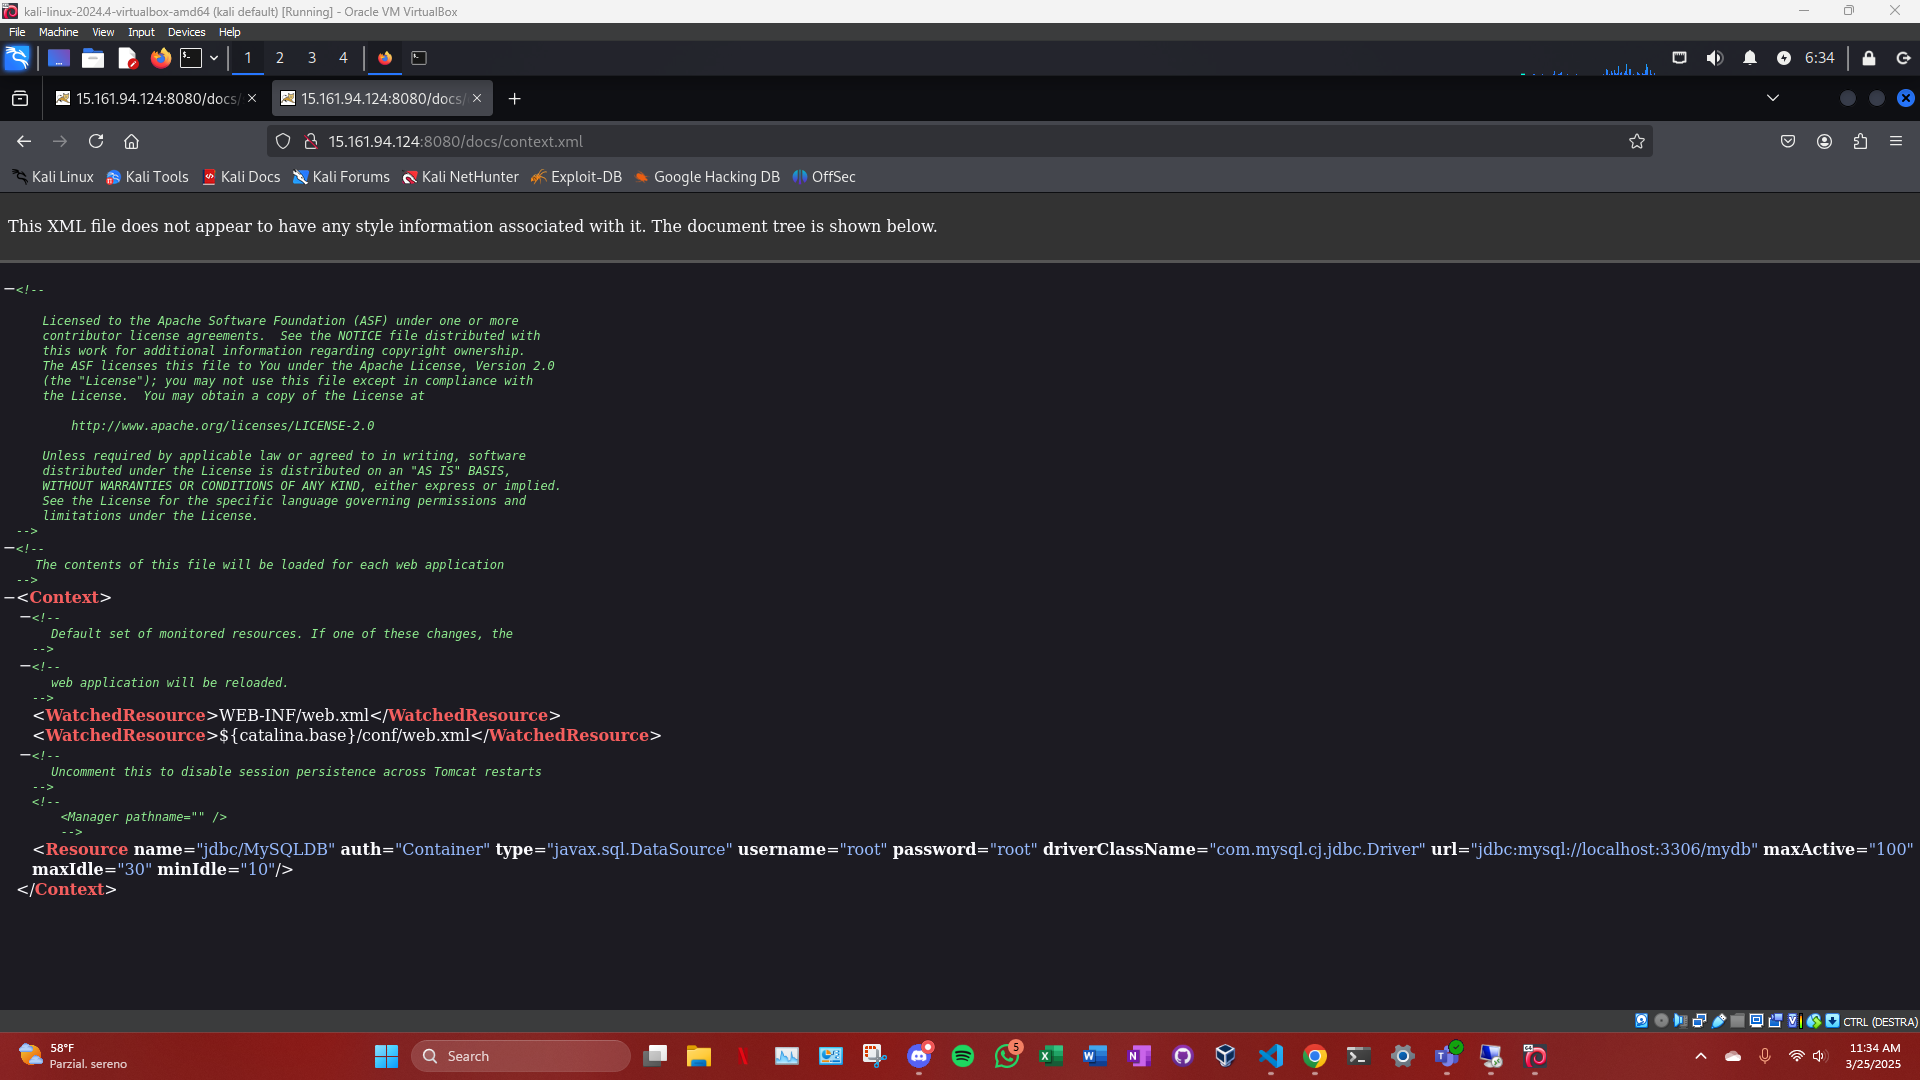 kali-linux-2024.4-virtualbox-amd64 (kali default) [Running] - Oracle VM VirtualBox
File Machine View Input Devices Help
1 2 3 4 6:34
15.161.94.124:8080/docs/ 15.161.94.124:8080/docs/
15.161.94.124:8080/docs/context.xml
Kali Linux Kali Tools Kali Docs Kali Forums Kali NetHunter Exploit-DB Google Hacking DB OffSec
This XML file does not appear to have any style information associated with it. The document tree is shown below.
−<!--
Licensed to the Apache Software Foundation (ASF) under one or more
contributor license agreements.  See the NOTICE file distributed with
this work for additional information regarding copyright ownership.
The ASF licenses this file to You under the Apache License, Version 2.0
(the "License"); you may not use this file except in compliance with
the License.  You may obtain a copy of the License at
http://www.apache.org/licenses/LICENSE-2.0
Unless required by applicable law or agreed to in writing, software
distributed under the License is distributed on an "AS IS" BASIS,
WITHOUT WARRANTIES OR CONDITIONS OF ANY KIND, either express or implied.
See the License for the specific language governing permissions and
limitations under the License.
-->
−<!--
The contents of this file will be loaded for each web application
-->
−<Context>
−<!--
Default set of monitored resources. If one of these changes, the
-->
−<!--
web application will be reloaded.
-->
<WatchedResource>WEB-INF/web.xml</WatchedResource>
<WatchedResource>${catalina.base}/conf/web.xml</WatchedResource>
−<!--
Uncomment this to disable session persistence across Tomcat restarts
-->
<!--
<Manager pathname="" />
-->
<Resource name="jdbc/MySQLDB" auth="Container" type="javax.sql.DataSource" username="root" password="root" driverClassName="com.mysql.cj.jdbc.Driver" url="jdbc:mysql://localhost:3306/mydb" maxActive="100"
maxIdle="30" minIdle="10"/>
</Context>
CTRL (DESTRA)
58°F
Parzial. sereno
Search
5
11:34 AM
3/25/2025